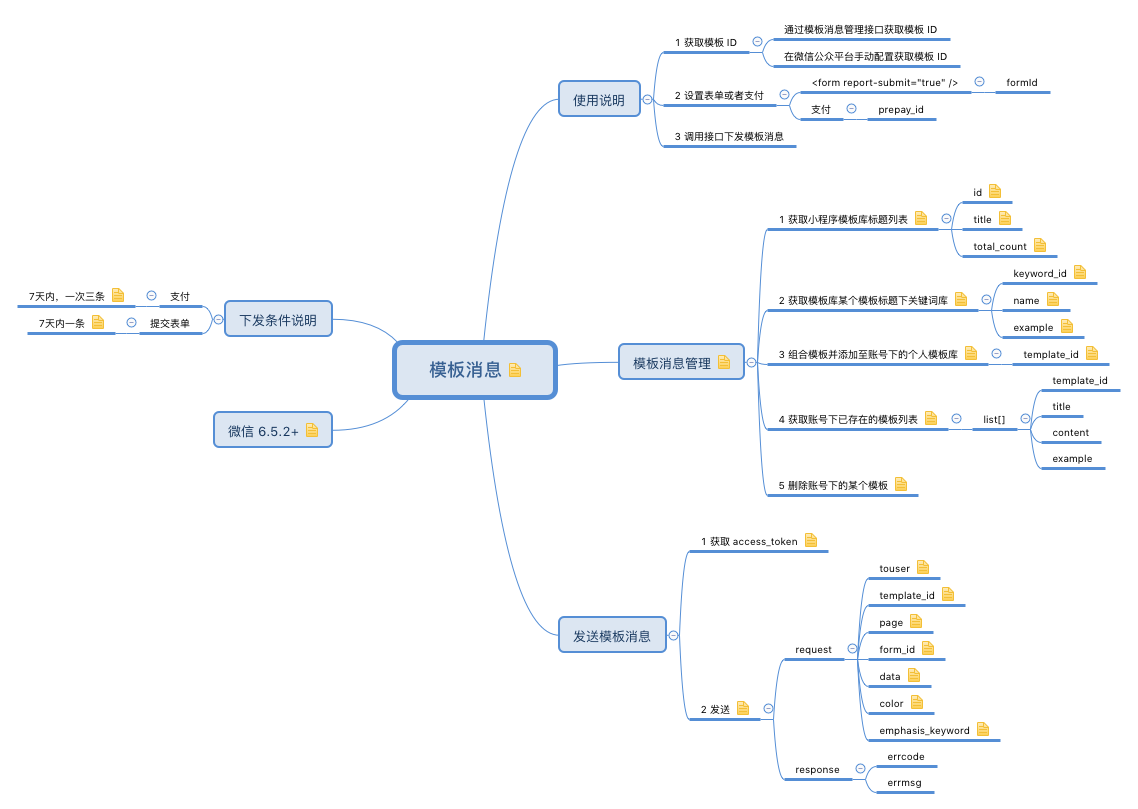 模板消息
使用说明
1 获取模板 ID
通过模板消息管理接口获取模板 ID
在微信公众平台手动配置获取模板 ID
2 设置表单或者支付
<form report-submit="true" />
formId
支付
prepay_id
3 调用接口下发模板消息
模板消息管理
1 获取小程序模板库标题列表
id
title
total_count
2 获取模板库某个模板标题下关键词库
keyword_id
name
example
3 组合模板并添加至账号下的个人模板库
template_id
4 获取账号下已存在的模板列表
list[]
template_id
title
content
example
5 删除账号下的某个模板
发送模板消息
1 获取 access_token
2 发送
request
touser
template_id
page
form_id
data
color
emphasis_keyword
response
errcode
errmsg
下发条件说明
支付
7天内，一次三条
提交表单
7天内一条
微信 6.5.2+